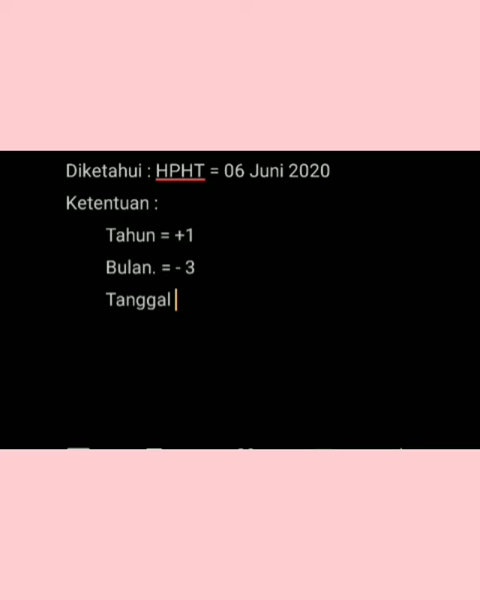 Diketahui : HPHT = 06 Juni 2020
Ketentuan :
Tahun = +1
Bulan. = - 3
Tanggal